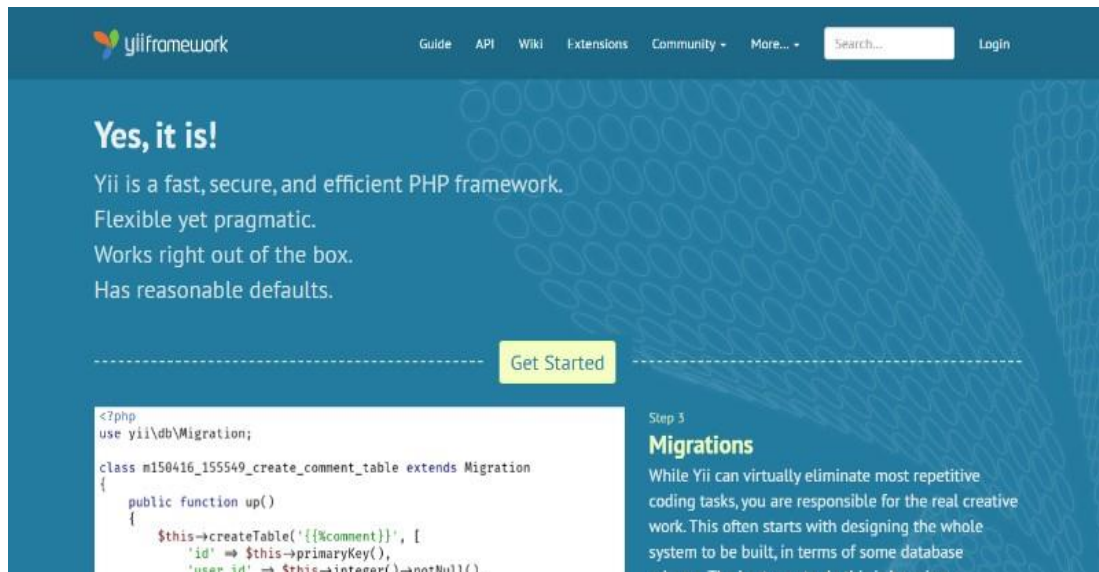 yiiframework
Guide API Wiki Extensions Community More... Search... Login
Yes, it is!
Yii is a fast, secure, and efficient PHP framework.
Flexible yet pragmatic.
Works right out of the box.
Has reasonable defaults.
Get Started
<?php
use yii\db\Migration;
class m150416_155549_create_comment_table extends Migration
{
public function up()
{
$this→createTable('{{%comment}}', [
'id' ⇒ $this→primaryKey(),
'user_id' ⇒ $this→integer()→notNull()
Step 3
Migrations
While Yii can virtually eliminate most repetitive
coding tasks, you are responsible for the real creative
work. This often starts with designing the whole
system to be built, in terms of some database